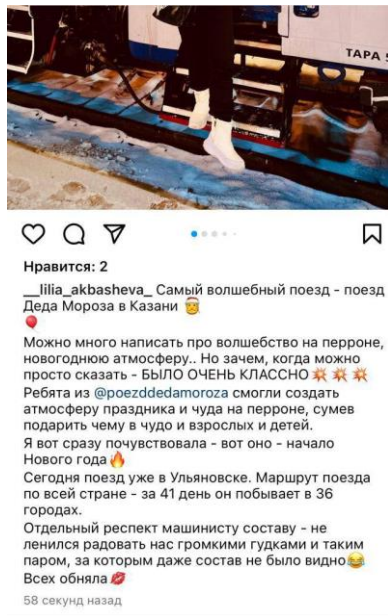 ТАРА
Нравится: 2
__lilia_akbasheva_ Самый волшебный поезд - поезд
Деда Мороза в Казани 🎅
🎈
Можно много написать про волшебство на перроне,
новогоднюю атмосферу.. Но зачем, когда можно
просто сказать - БЫЛО ОЧЕНЬ КЛАССНО💥💥💥
Ребята из @poezddedamoroza смогли создать
атмосферу праздника и чуда на перроне, сумев
подарить чему в чудо и взрослых и детей.
Я вот сразу почувствовала - вот оно - начало
Нового года🔥
Сегодня поезд уже в Ульяновске. Маршрут поезда
по всей стране - за 41 день он побывает в 36
городах.
Отдельный респект машинисту составу - не
ленился радовать нас громкими гудками и таким
паром, за которым даже состав не было видно😂
Всех обняла💋
58 секунд назад